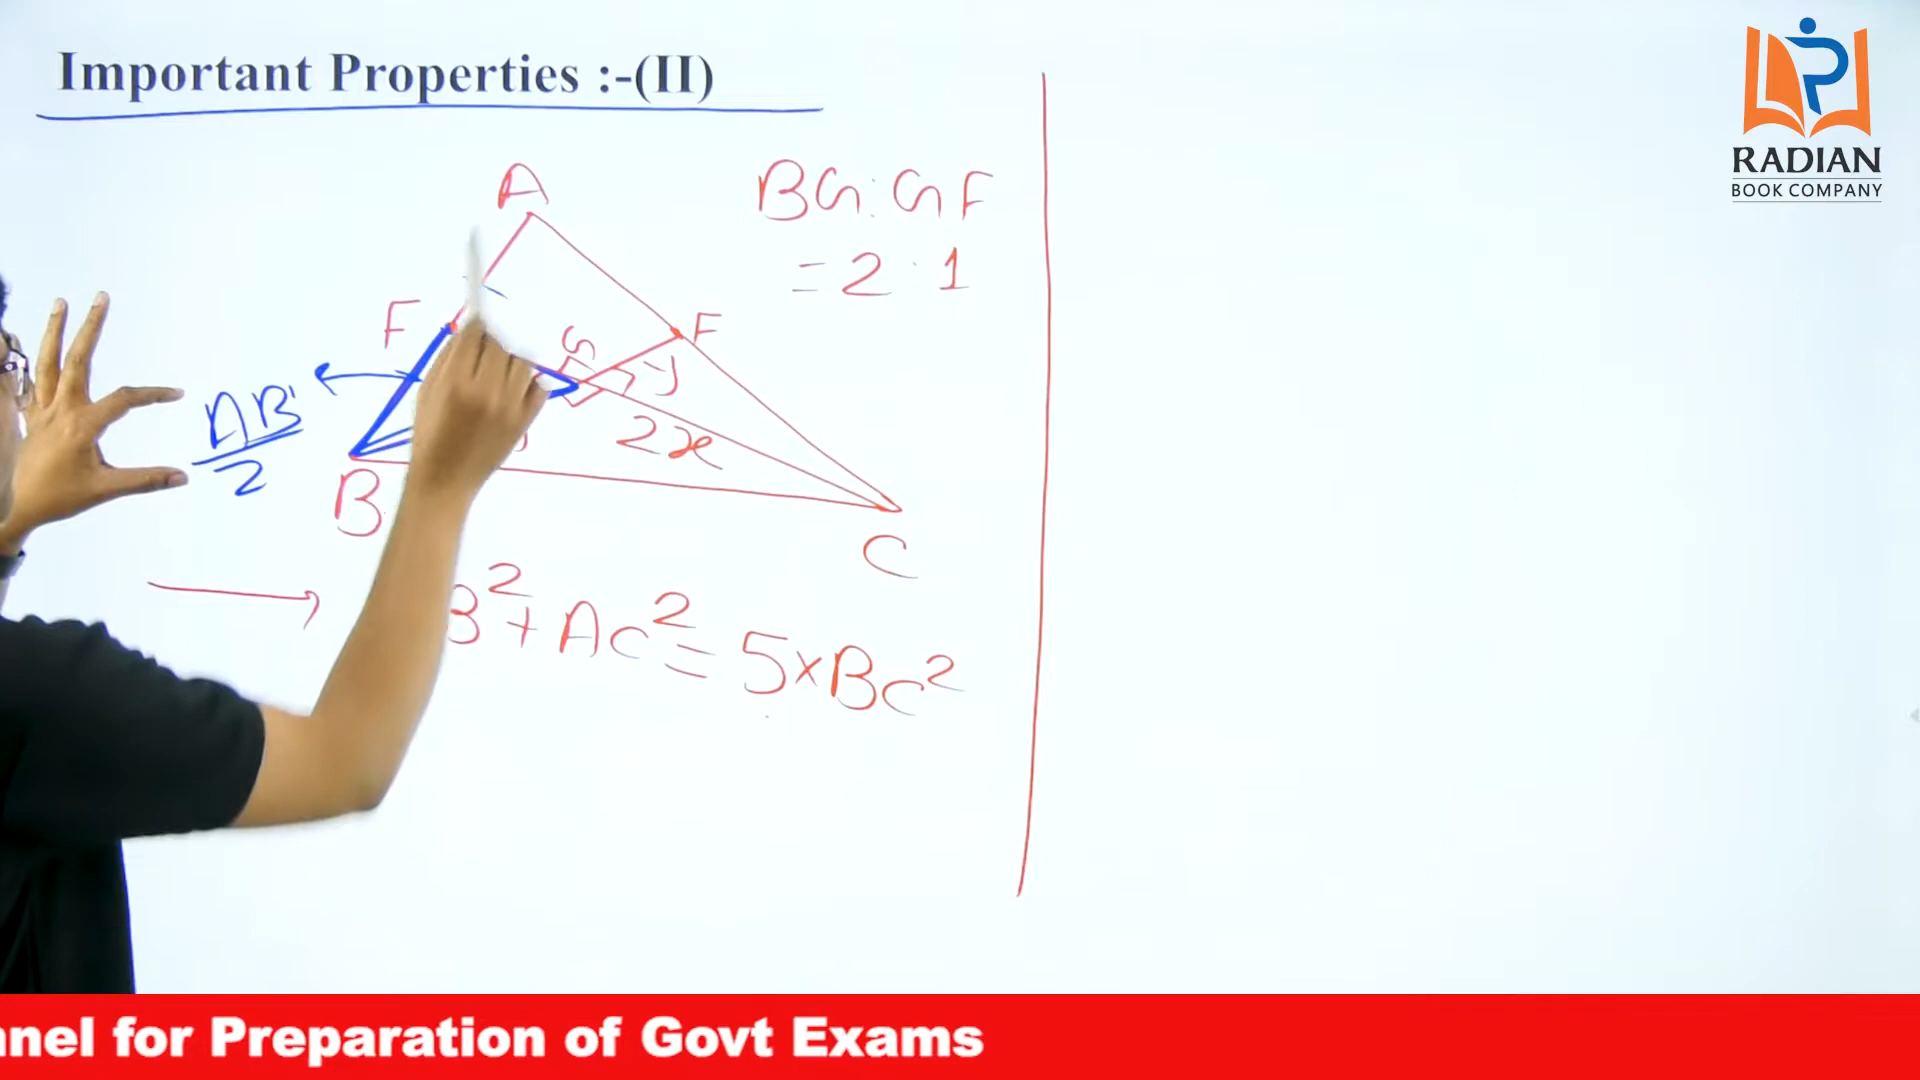 Important Properties :-(II)
RADIAN
BOOK COMPANY
A
BG : GF
= 2 : 1
F
G
F
AB
2
2x
B
C
B² + AC² = 5 × BC²
nnel for Preparation of Govt Exams